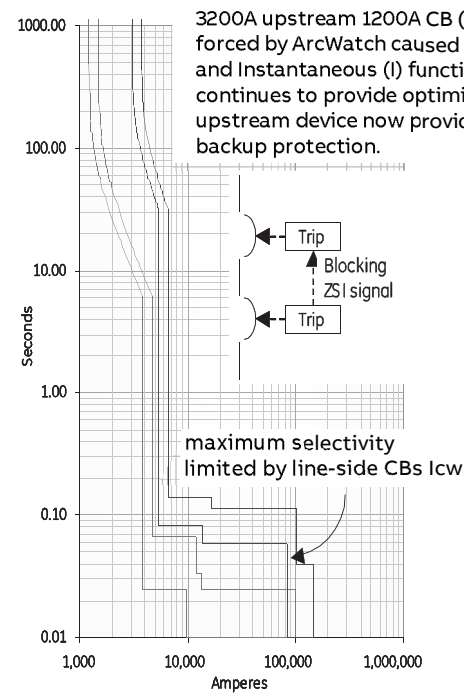 3200A upstream 1200A CB (
forced by ArcWatch caused
and Instantaneous (I) functi
continues to provide optimi
upstream device now provid
backup protection.
1000.00
100.00
10.00
1.00
0.10
0.01
Seconds
Trip
Blocking
ZSI signal
Trip
maximum selectivity
limited by line-side CBs Icw
1,000
10,000
100,000
1,000,000
Amperes